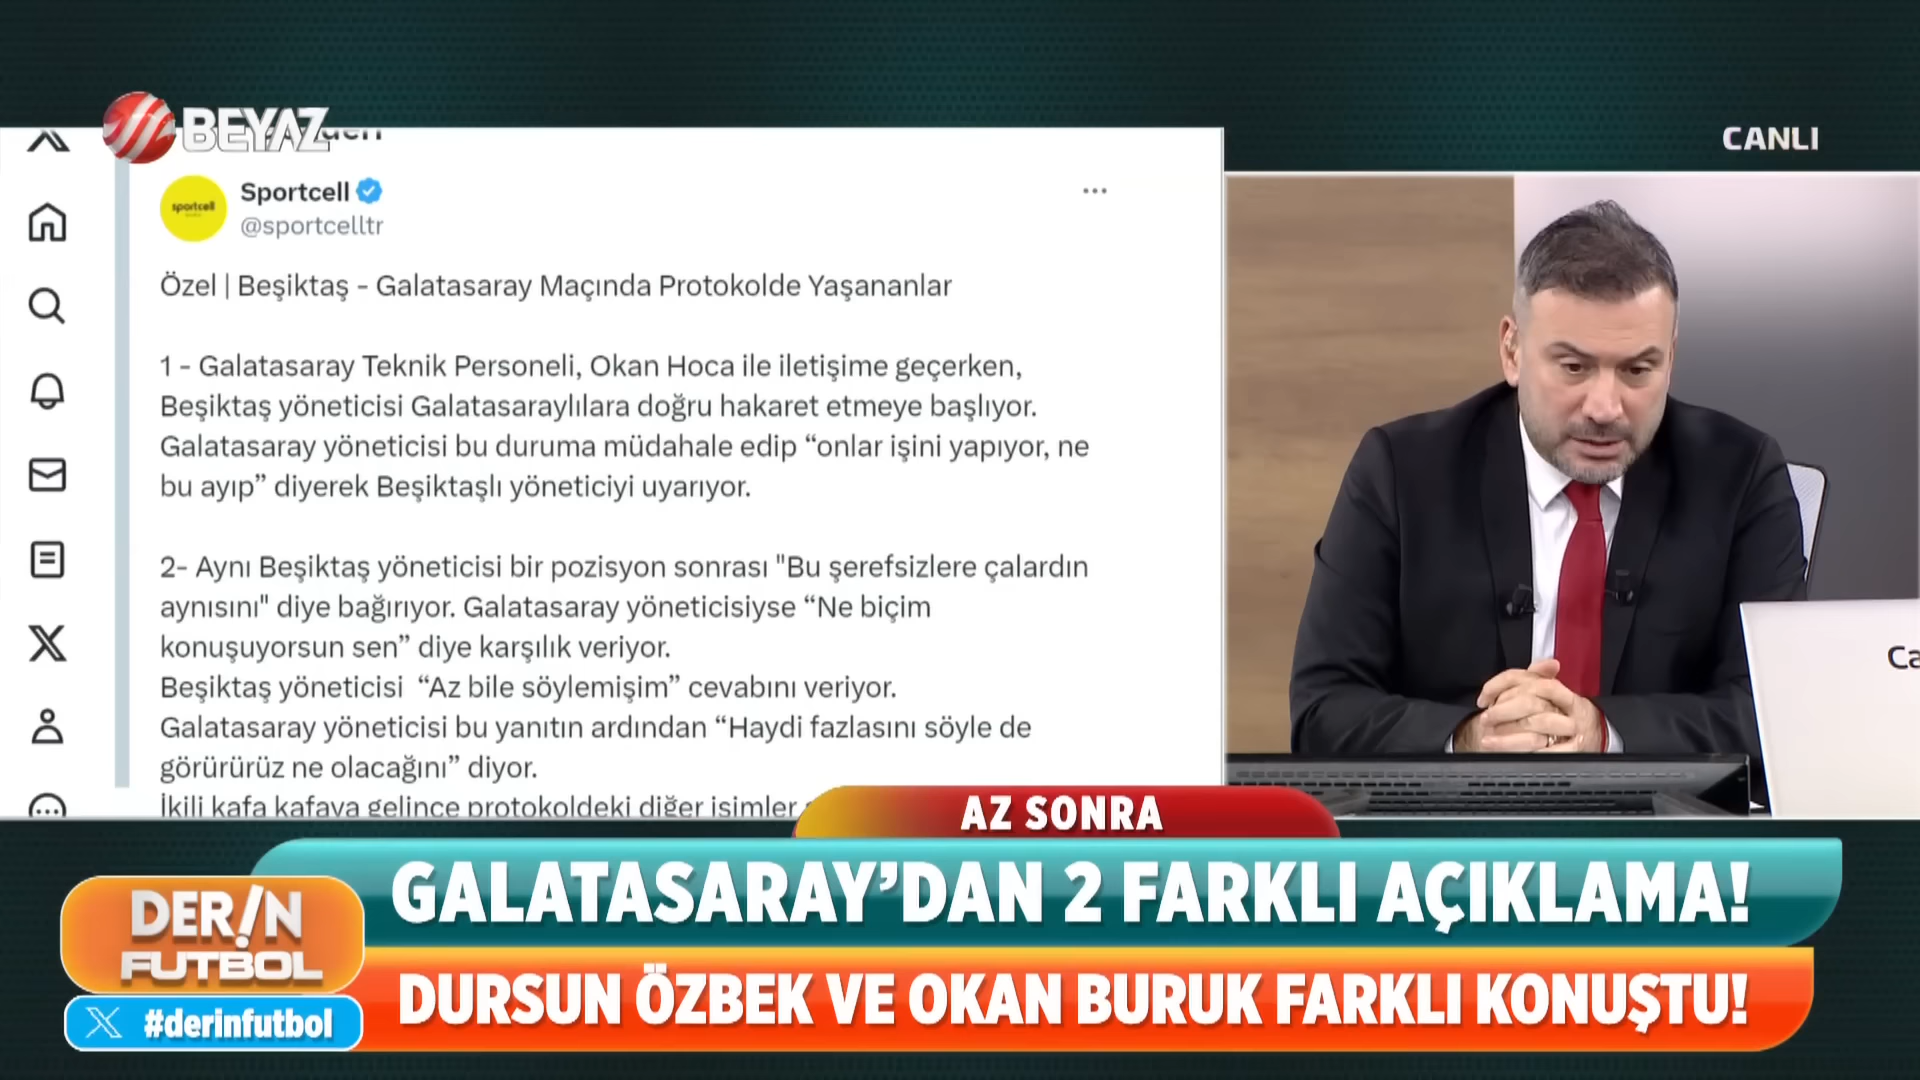 BEYAZ
CANLI
sportcell
Sportcell
@sportcelltr
Özel | Beşiktaş - Galatasaray Maçında Protokolde Yaşananlar
1 - Galatasaray Teknik Personeli, Okan Hoca ile iletişime geçerken,
Beşiktaş yöneticisi Galatasaraylılara doğru hakaret etmeye başlıyor.
Galatasaray yöneticisi bu duruma müdahale edip “onlar işini yapıyor, ne
bu ayıp” diyerek Beşiktaşlı yöneticiyi uyarıyor.
2- Aynı Beşiktaş yöneticisi bir pozisyon sonrası "Bu şerefsizlere çalardın
aynısını" diye bağırıyor. Galatasaray yöneticisiyse “Ne biçim
konuşuyorsun sen” diye karşılık veriyor.
Beşiktaş yöneticisi “Az bile söylemişim” cevabını veriyor.
Galatasaray yöneticisi bu yanıtın ardından “Haydi fazlasını söyle de
görürürüz ne olacağını” diyor.
İkili kafa kafaya gelince protokoldeki diğer isimler
Ca
AZ SONRA
GALATASARAY’DAN 2 FARKLI AÇIKLAMA!
DERİN
FUTBOL
DURSUN ÖZBEK VE OKAN BURUK FARKLI KONUŞTU!
#derinfutbol